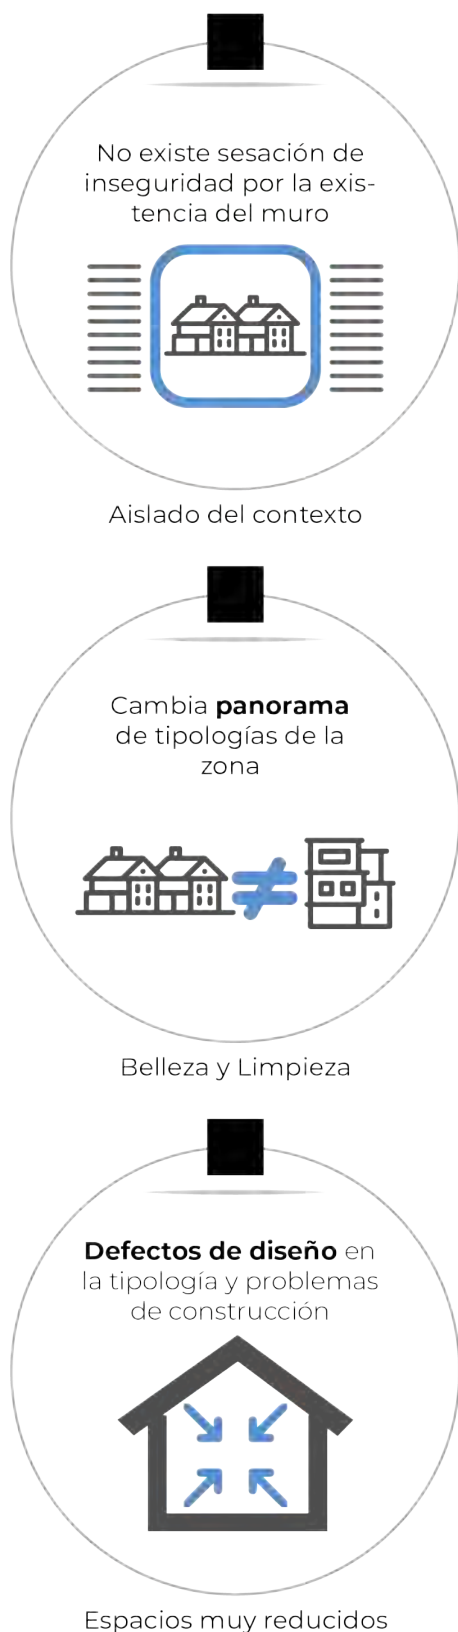 No existe sesación de
inseguridad por la exis-
tencia del muro
Aislado del contexto
Cambia panorama
de tipologías de la
zona
Belleza y Limpieza
Defectos de diseño en
la tipología y problemas
de construcción
Espacios muy reducidos